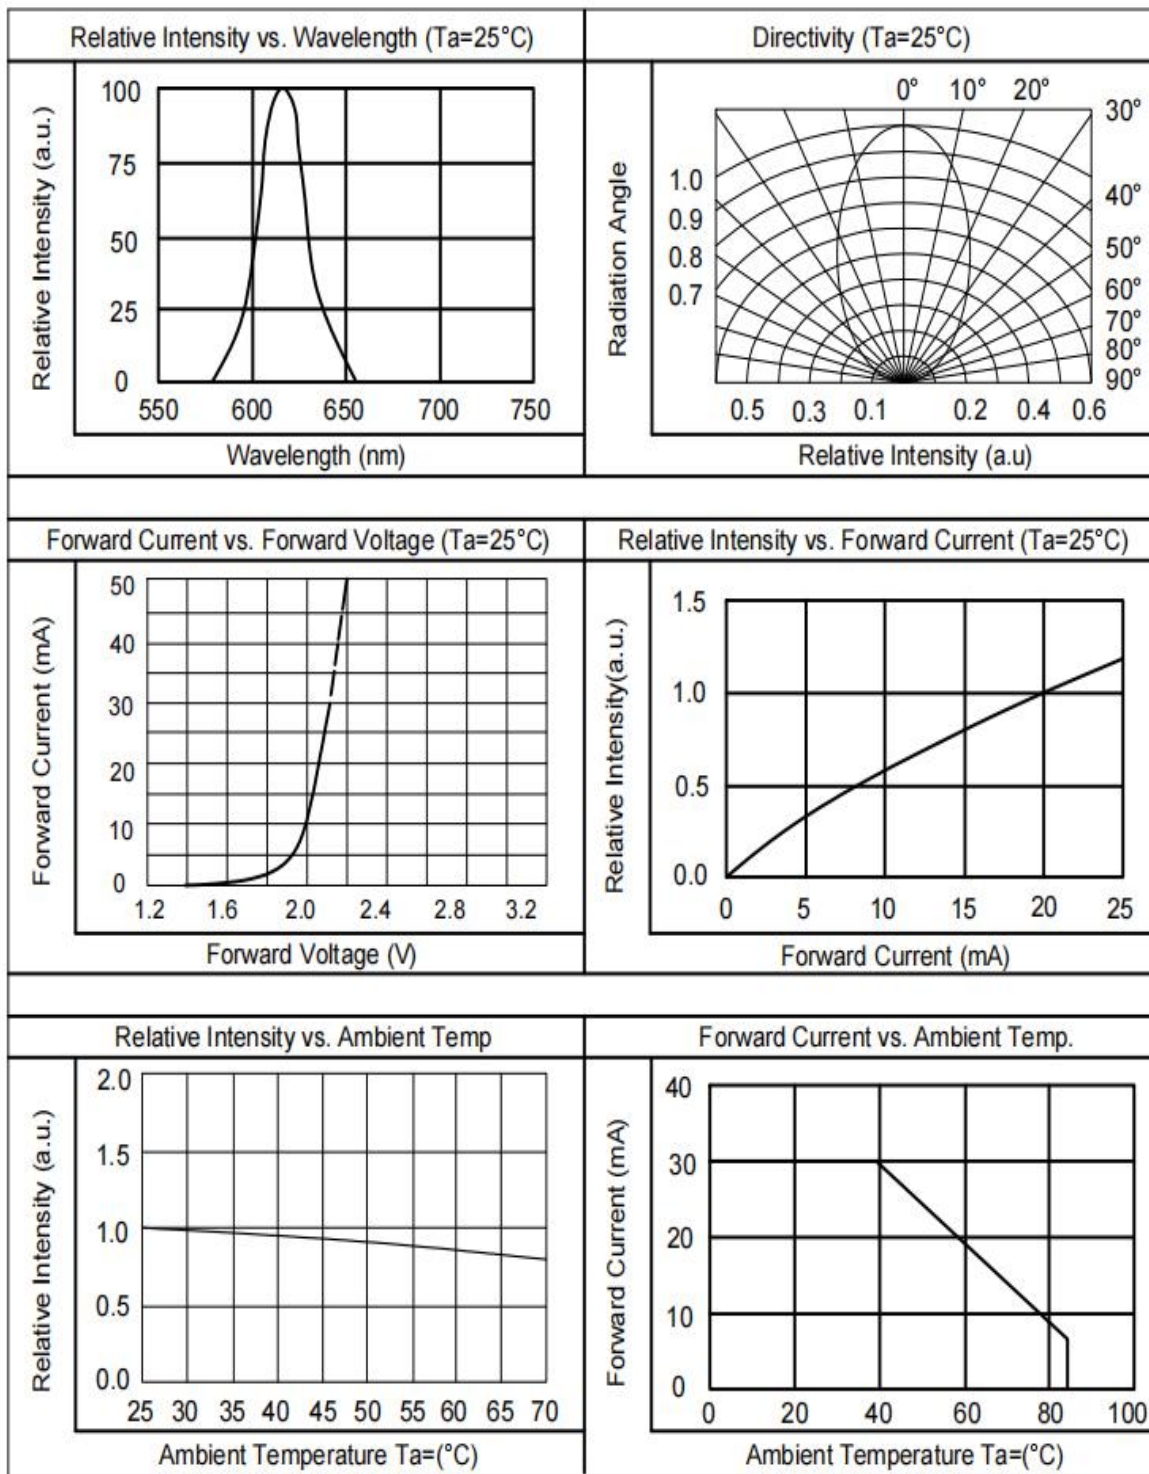 Relative Intensity vs. Wavelength (Ta=25°C)
Relative Intensity (a.u.)
100
75
50
25
0
550 600 650 700 750
Wavelength (nm)
Directivity (Ta=25°C)
Radiation Angle
0° 10° 20° 30°
40°
50°
60°
70°
80°
90°
1.0
0.9
0.8
0.7
0.5 0.3 0.1 0.2 0.4 0.6
Relative Intensity (a.u)
Forward Current vs. Forward Voltage (Ta=25°C)
Forward Current (mA)
50
40
30
20
10
0
1.2 1.6 2.0 2.4 2.8 3.2
Forward Voltage (V)
Relative Intensity vs. Forward Current (Ta=25°C)
Relative Intensity(a.u.)
1.5
1.0
0.5
0.0
0 5 10 15 20 25
Forward Current (mA)
Relative Intensity vs. Ambient Temp
Relative Intensity (a.u.)
2.0
1.5
1.0
0.5
0.0
25 30 35 40 45 50 55 60 65 70
Ambient Temperature Ta=(°C)
Forward Current vs. Ambient Temp.
Forward Current (mA)
40
30
20
10
0
0 20 40 60 80 100
Ambient Temperature Ta=(°C)